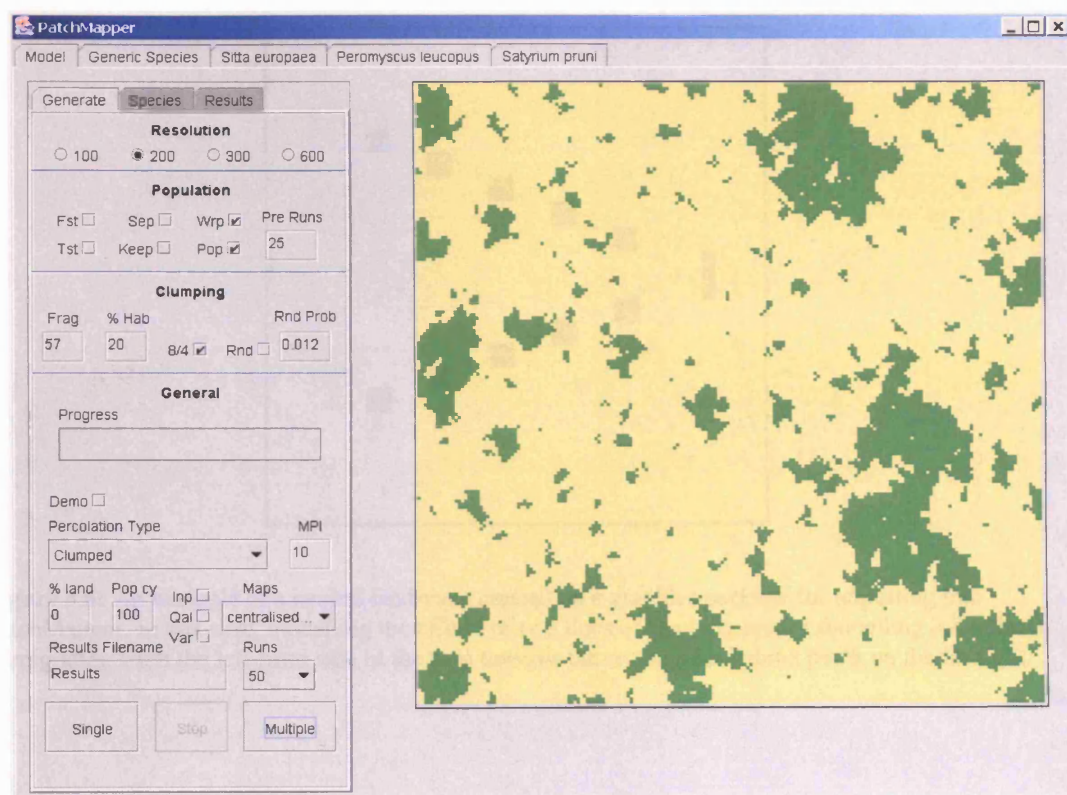 PatchMapper
Model Generic Species Sitta europaea Peromyscus leucopus Satyrium pruni
Generate Species Results
Resolution
100 200 300 600
Population
Fst Sep Wrp Pre Runs
25
Tst Keep Pop
Clumping
Frag % Hab Rnd Prob
57 20 8/4 Rnd 0.012
General
Progress
Demo
Percolation Type MPI
Clumped 10
% land Pop cy Inp Maps
0 100 Qai centralised...
Var
Results Filename Runs
Results 50
Single Stop Multiple